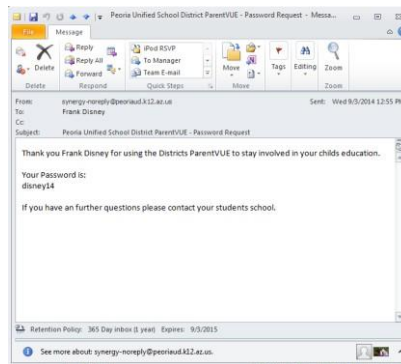 Peoria Unified School District ParentVUE - Password Request - Messa...
File
Message
Delete
Reply
Reply All
Forward
iPod RSVP
To Manager
Team E-mail
Move
Tags
Editing
Zoom
Delete
Respond
Quick Steps
Move
Zoom
From: synergy-noreply@peoriaud.k12.az.us
Sent: Wed 9/3/2014 12:55 PM
To: Frank Disney
Cc:
Subject: Peoria Unified School District ParentVUE - Password Request
Thank you Frank Disney for using the Districts ParentVUE to stay involved in your childs education.
Your Password is:
disney14
If you have an further questions please contact your students school.
Retention Policy: 365 Day inbox (1 year) Expires: 9/3/2015
See more about: synergy-noreply@peoriaud.k12.az.us.